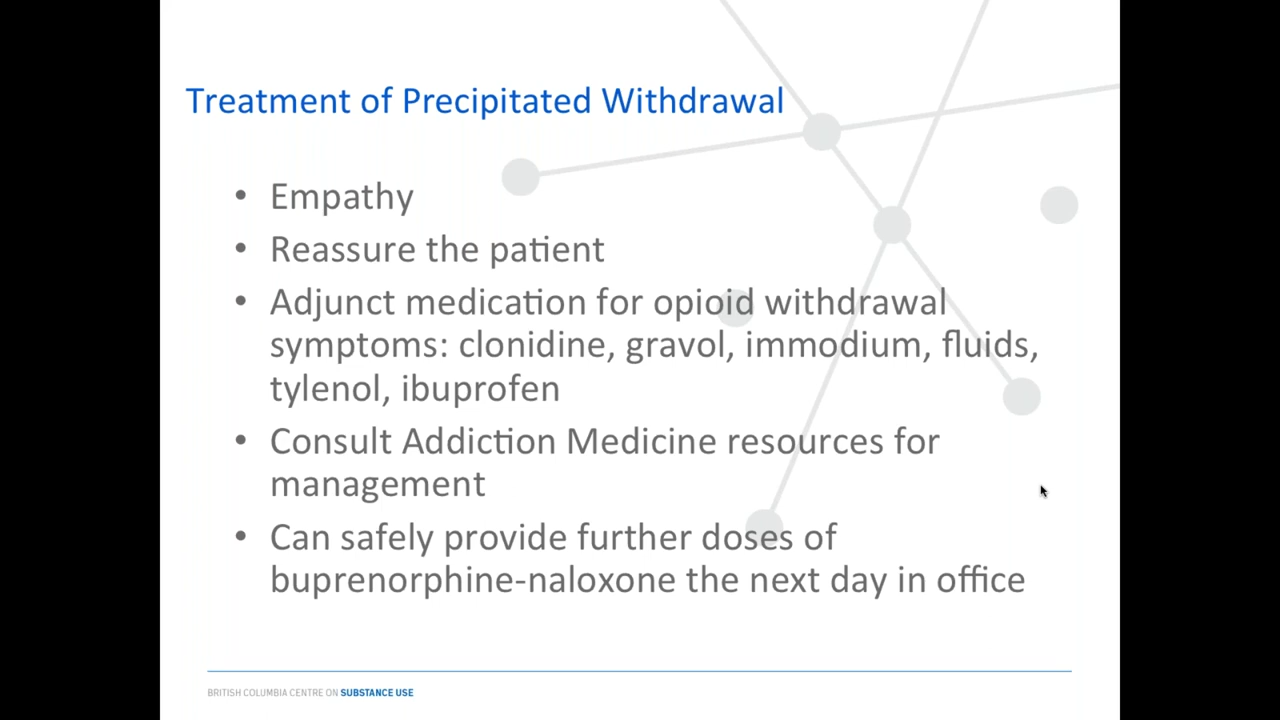 Treatment of Precipitated Withdrawal
• Empathy
• Reassure the patient
• Adjunct medication for opioid withdrawal
symptoms: clonidine, gravol, immodium, fluids,
tylenol, ibuprofen
• Consult Addiction Medicine resources for
management
• Can safely provide further doses of
buprenorphine-naloxone the next day in office
BRITISH COLUMBIA CENTRE ON SUBSTANCE USE